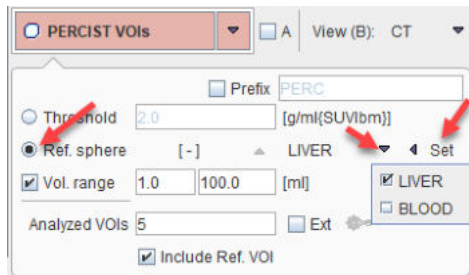 PERCIST VOIs A View (B): CT
Prefix PERC
Threshold 2.0 [g/ml{SUVlbm}]
Ref. sphere [-] LIVER Set
Vol. range 1.0 100.0 [ml] LIVER
BLOOD
Analyzed VOIs 5 Ext
Include Ref. VOI